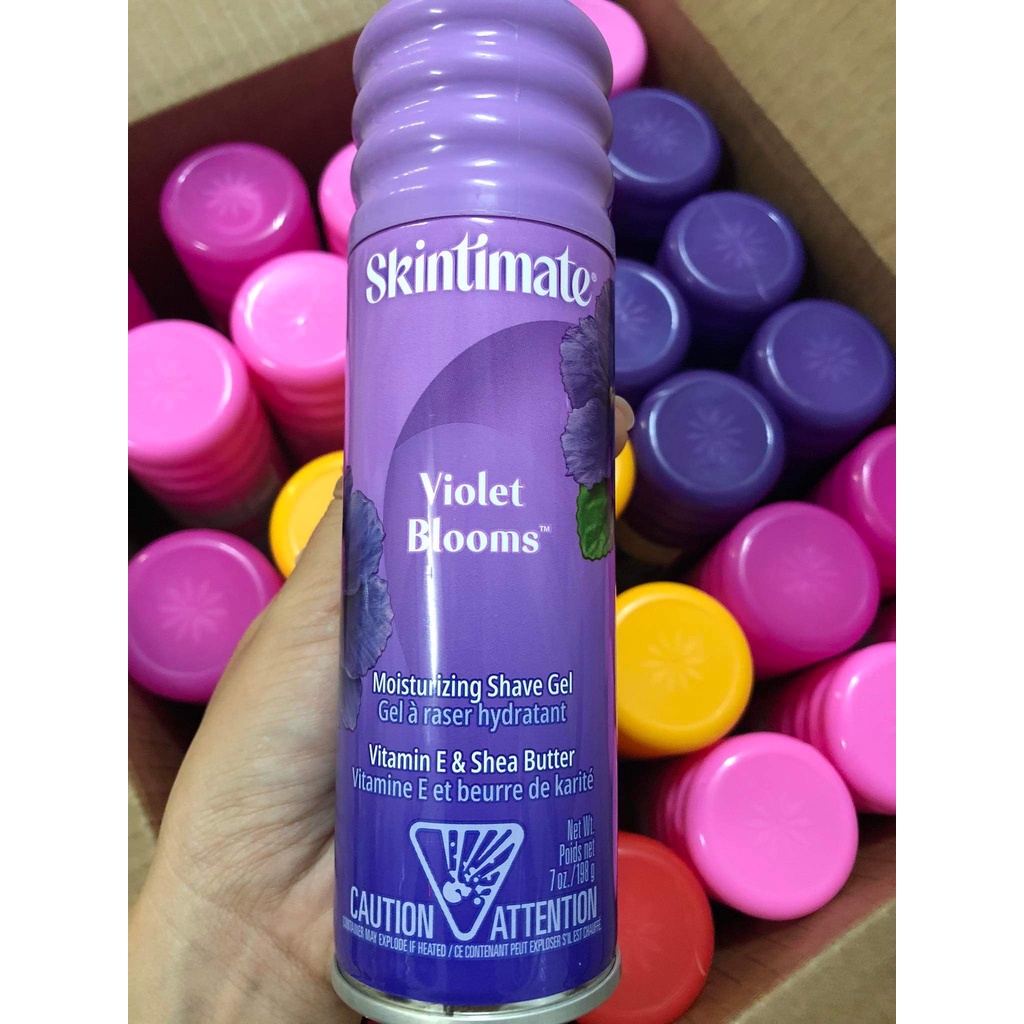 Skintimate®
Violet
Blooms™
Moisturizing Shave Gel
Gel à raser hydratant
Vitamin E & Shea Butter
Vitamine E et beurre de karité
Net Wt.
Poids net
7 oz./198 g
CAUTION ATTENTION
CONTAINER MAY EXPLODE IF HEATED / CE CONTENANT PEUT EXPLOSER S'IL EST CHAUFFÉ